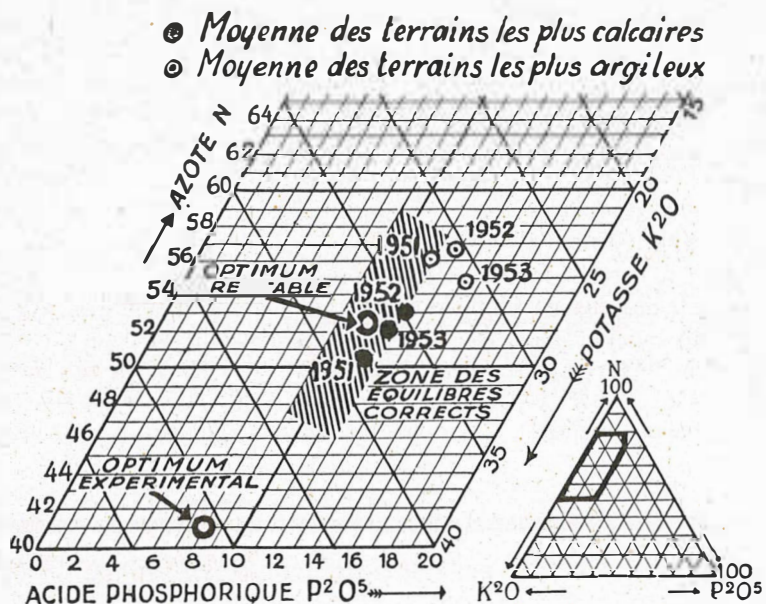 Moyenne des terrains les plus calcaires
Moyenne des terrains les plus argileux
AZOTE N
64
62
60
58
56
54
52
50
48
46
44
42
40
15
20
25
30
35
40
POTASSE K²O
1951
1952
1953
OPTIMUM
ABLE
1952
1953
1951
ZONE DES
ÉQUILIBRES
CORRECTS
OPTIMUM
EXPERIMENTAL
0 2 4 6 8 10 12 14 16 18 20
ACIDE PHOSPHORIQUE P²O⁵
N
100
100
K²O
P²O⁵